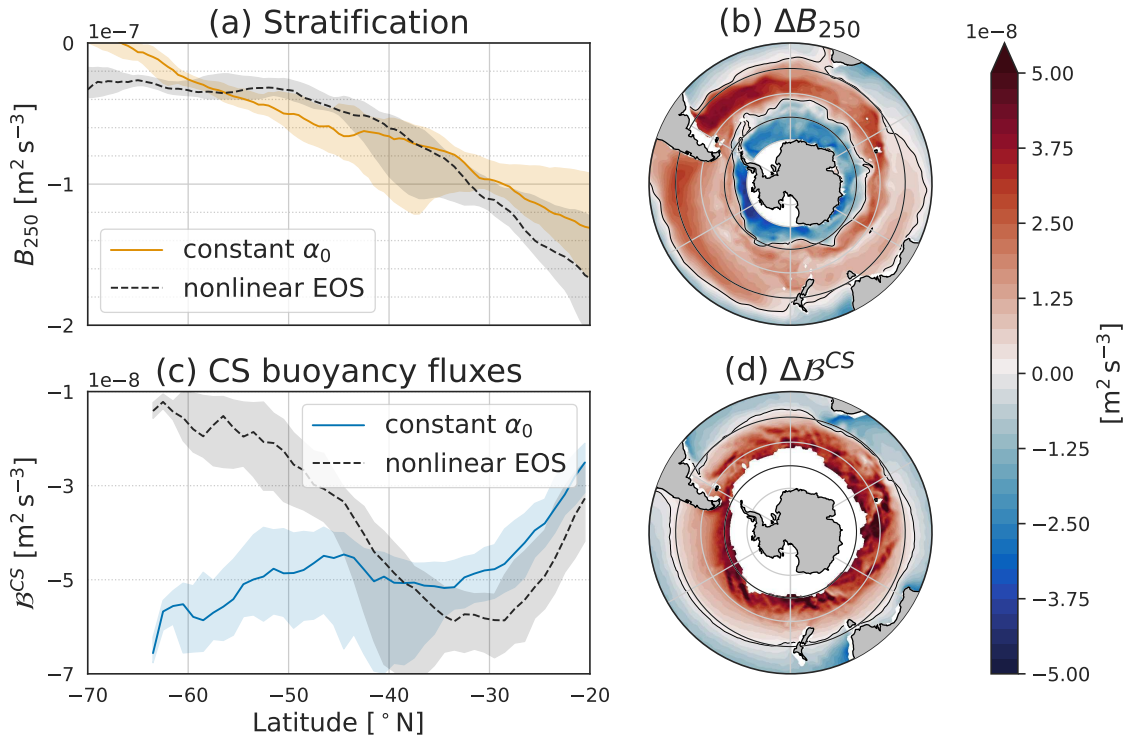 (a) Stratification
1e−7
0
−1
−2
B250 [m² s⁻³]
constant α₀
nonlinear EOS
(b) ΔB250
(c) CS buoyancy fluxes
1e−8
−1
−3
−5
−7
𝓑^CS [m² s⁻³]
constant α₀
nonlinear EOS
−70 −60 −50 −40 −30 −20
Latitude [°N]
(d) Δ𝓑^CS
1e−8
5.00
3.75
2.50
1.25
0.00
−1.25
−2.50
−3.75
−5.00
[m² s⁻³]